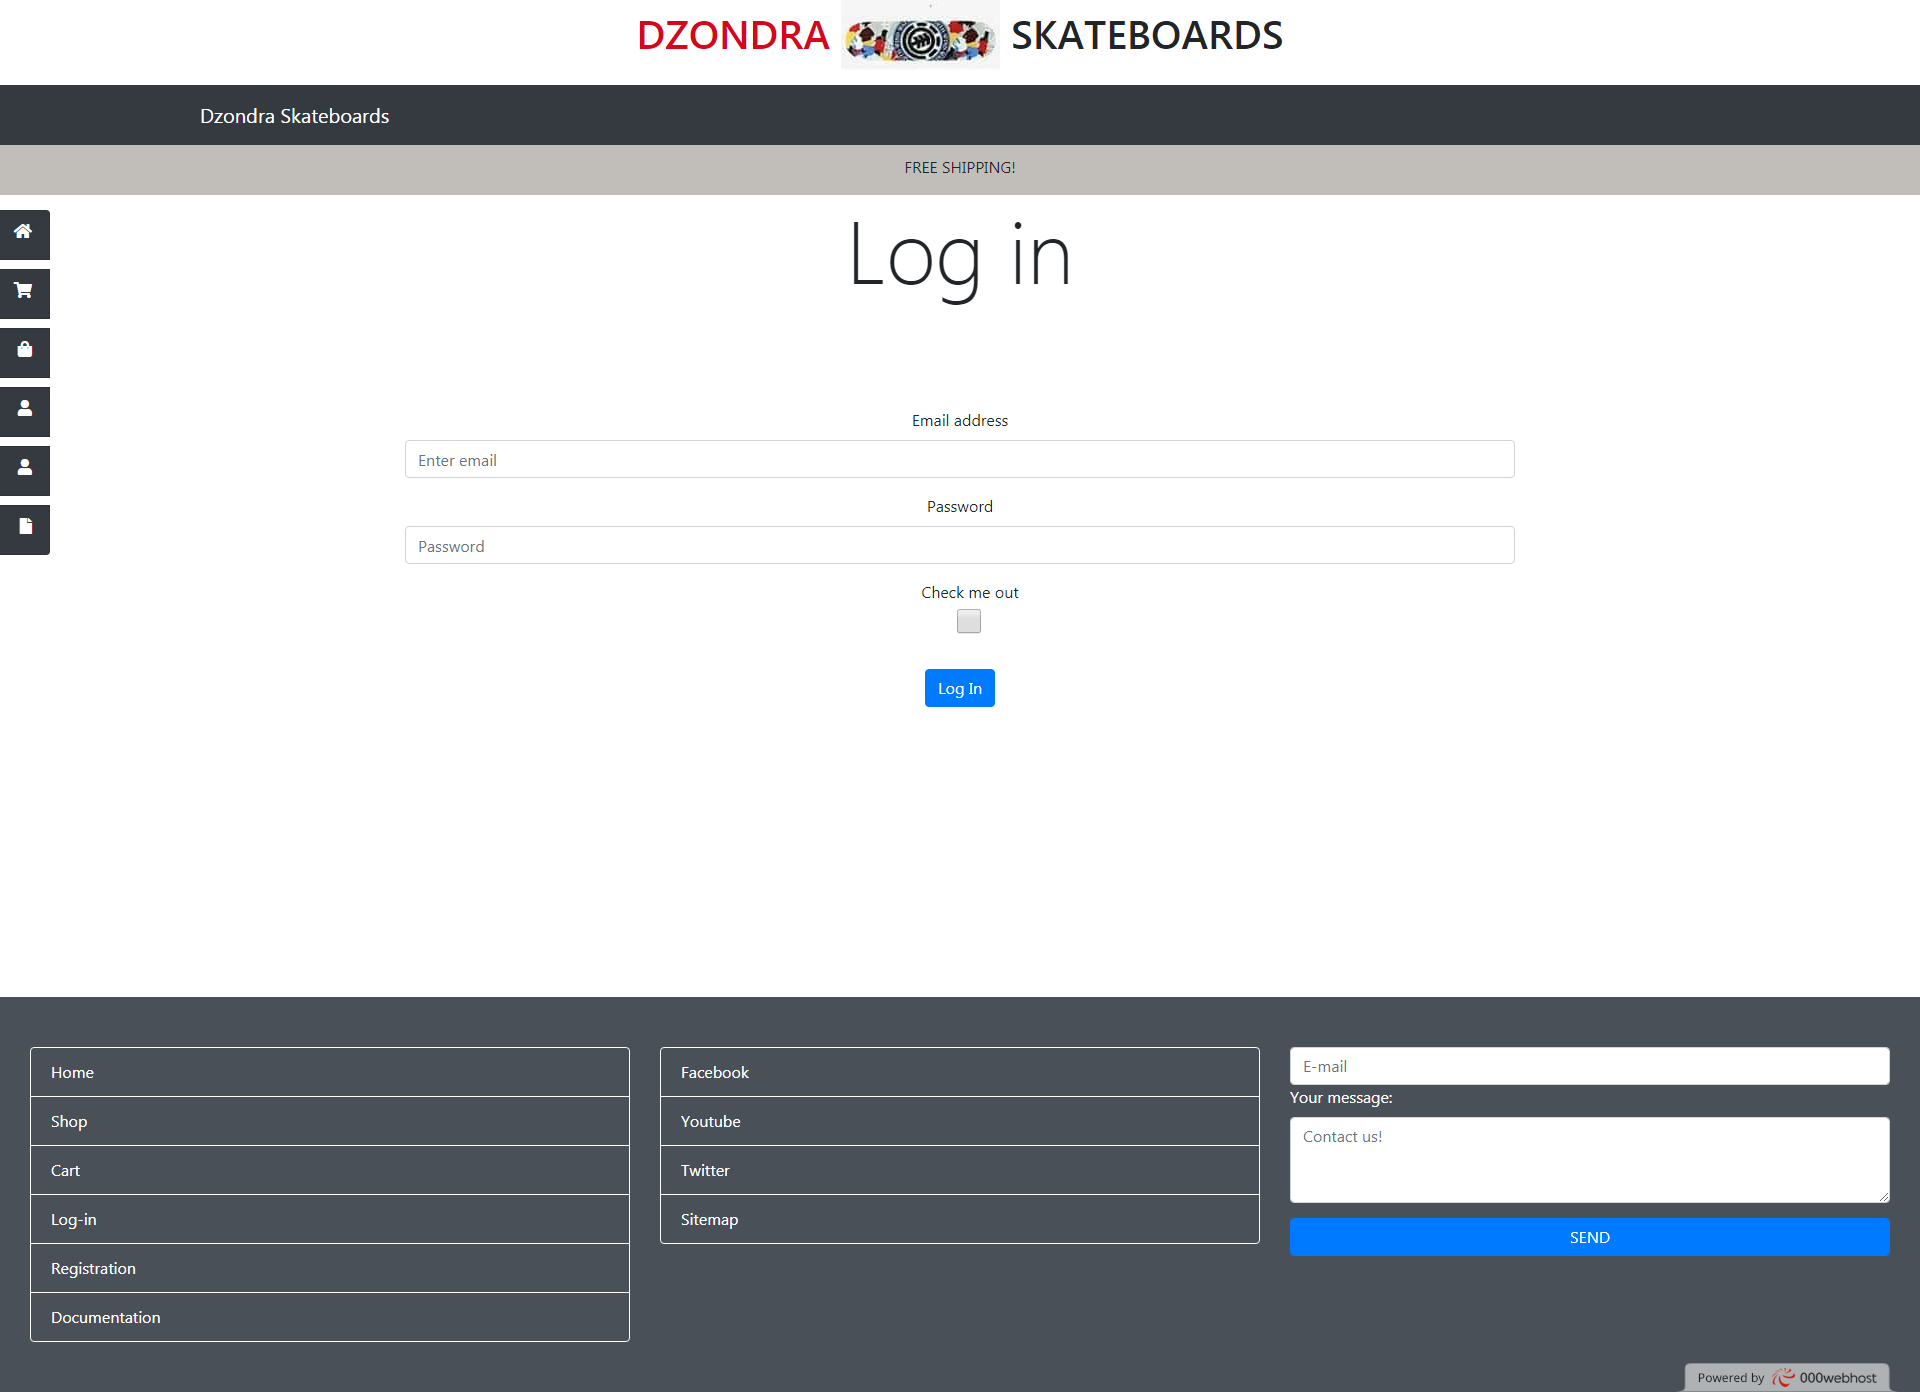 DZONDRA SKATEBOARDS
Dzondra Skateboards
FREE SHIPPING!
Log in
Email address
Enter email
Password
Password
Check me out
Log In
Home
Shop
Cart
Log-in
Registration
Documentation
Facebook
Youtube
Twitter
Sitemap
E-mail
Your message:
Contact us!
SEND
Powered by 000webhost